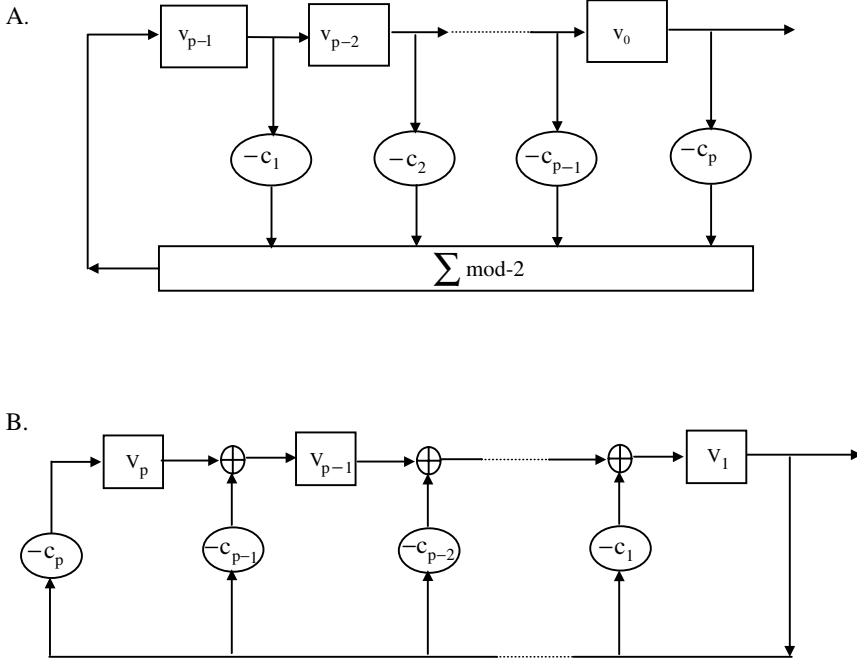 A.
v_{p−1} v_{p−2} v_0
−c_1 −c_2 −c_{p−1} −c_p
∑ mod-2
B.
v_p v_{p−1} v_1
−c_p −c_{p−1} −c_{p−2} −c_1